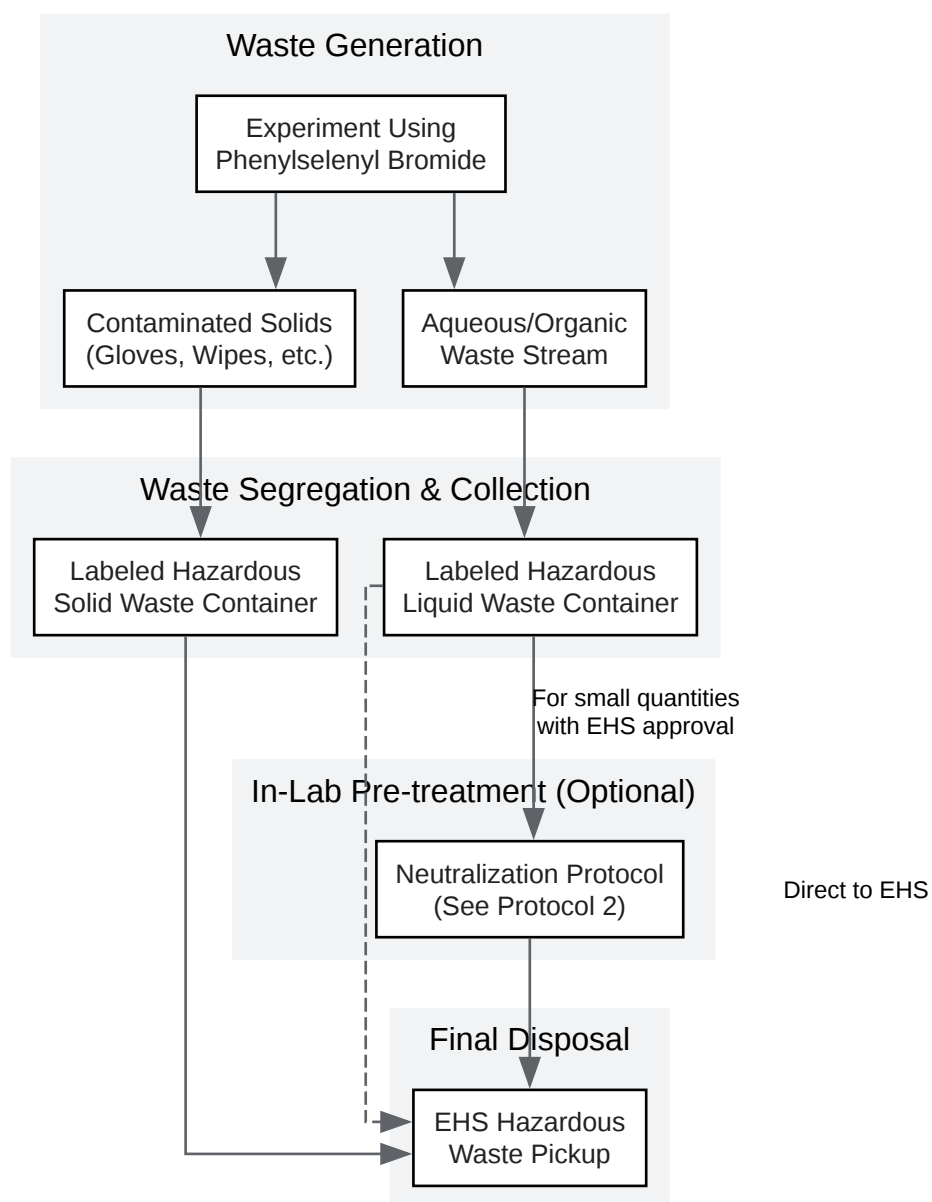 Waste Generation
Experiment Using
Phenylselenyl Bromide
Contaminated Solids
(Gloves, Wipes, etc.)
Aqueous/Organic
Waste Stream
Waste Segregation & Collection
Labeled Hazardous
Solid Waste Container
Labeled Hazardous
Liquid Waste Container
For small quantities
with EHS approval
In-Lab Pre-treatment (Optional)
Neutralization Protocol
(See Protocol 2)
Direct to EHS
Final Disposal
EHS Hazardous
Waste Pickup